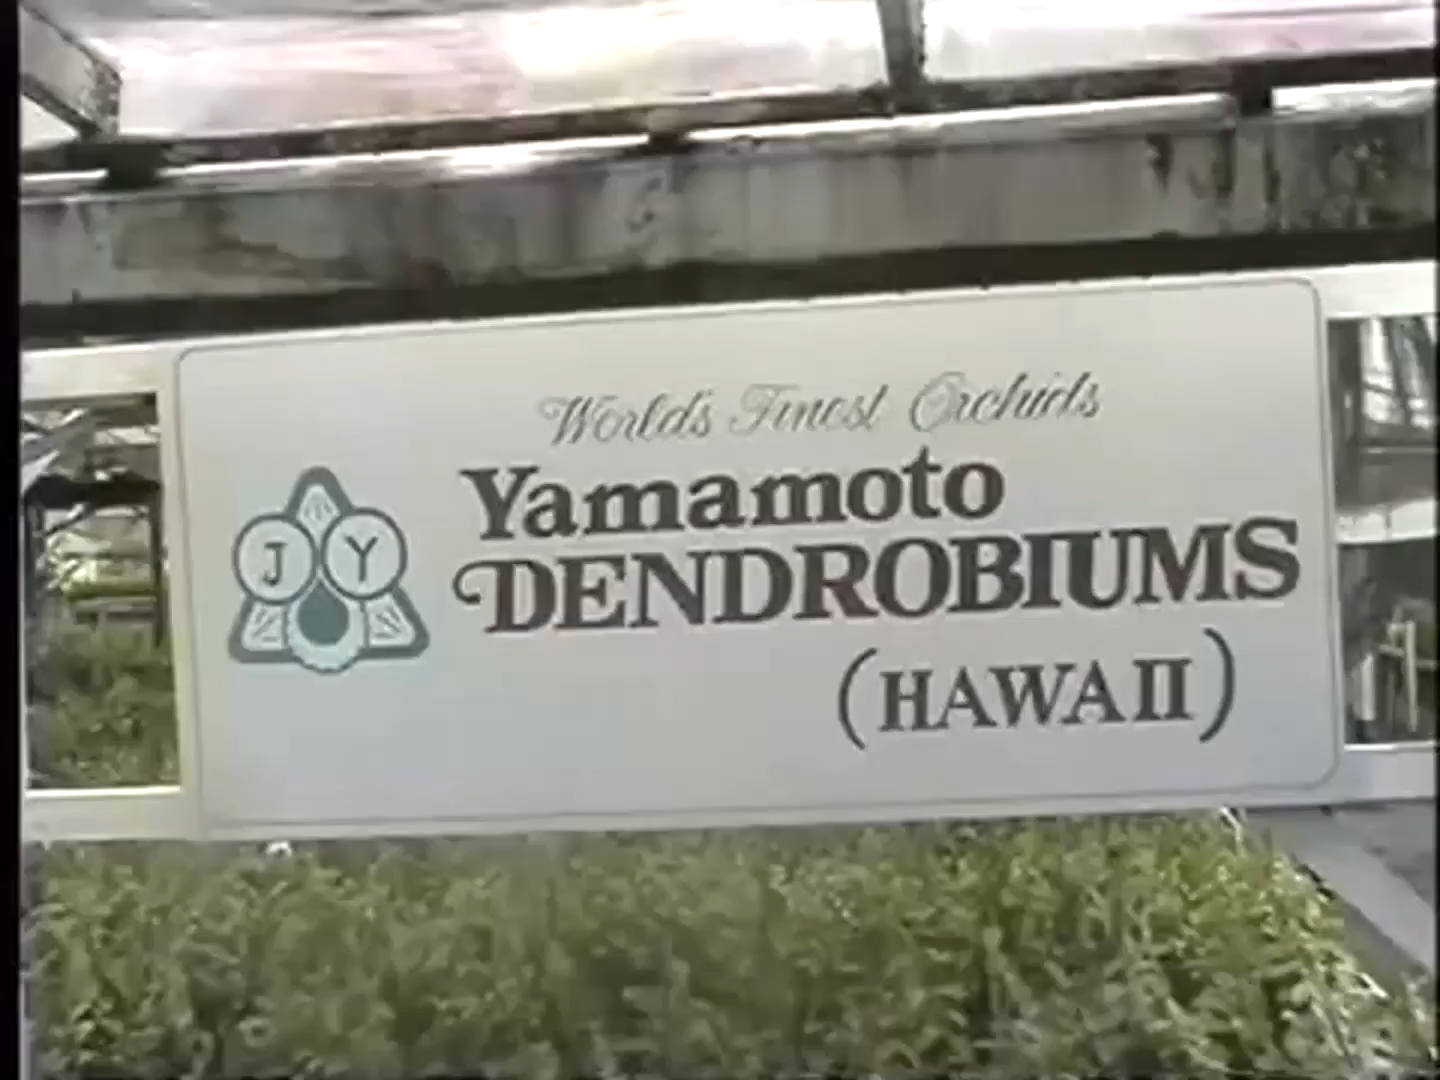 World's Finest Orchids
Yamamoto
J Y
DENDROBIUMS
(HAWAII)